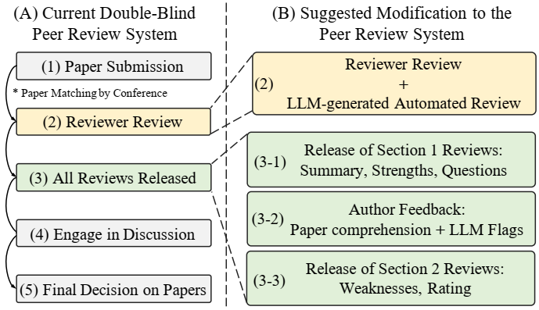 (A) Current Double-Blind
Peer Review System
(1) Paper Submission
* Paper Matching by Conference
(2) Reviewer Review
(3) All Reviews Released
(4) Engage in Discussion
(5) Final Decision on Papers
(B) Suggested Modification to the
Peer Review System
(2)
Reviewer Review
+
LLM-generated Automated Review
(3-1)
Release of Section 1 Reviews:
Summary, Strengths, Questions
(3-2)
Author Feedback:
Paper comprehension + LLM Flags
(3-3)
Release of Section 2 Reviews:
Weaknesses, Rating